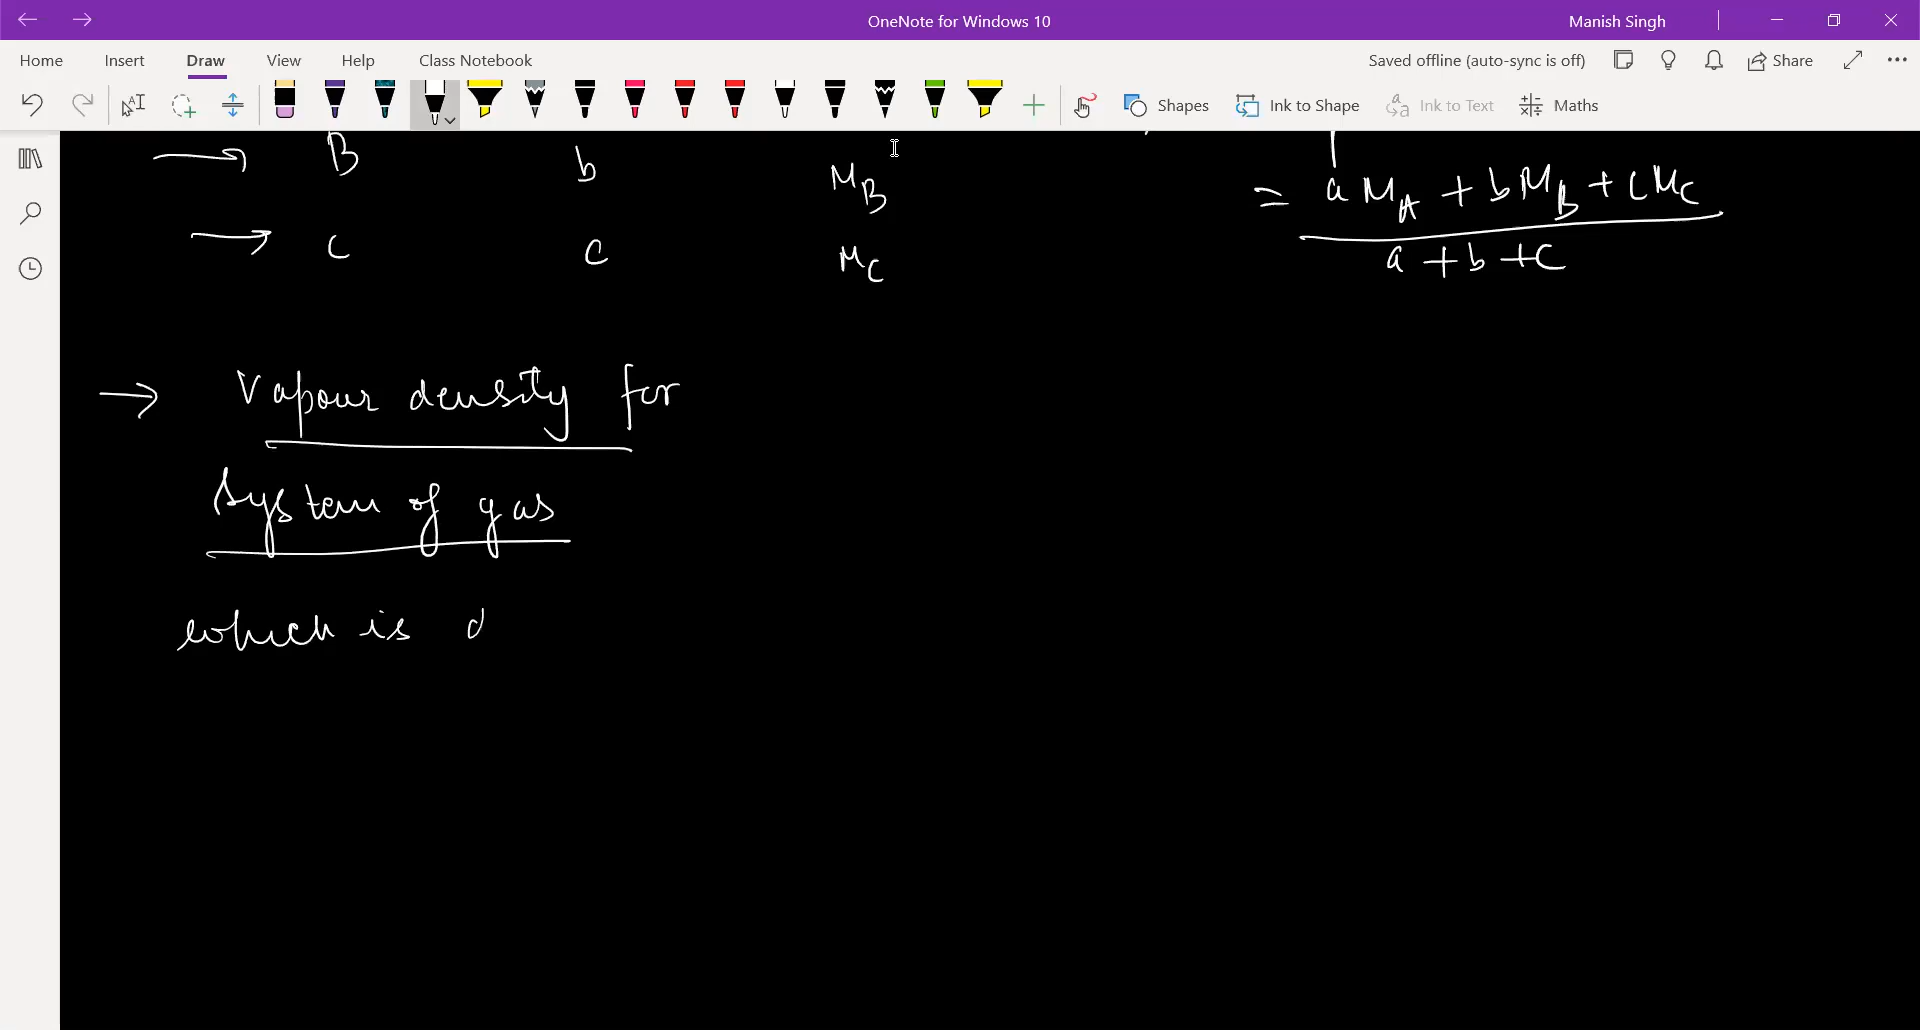 OneNote for Windows 10
Manish Singh
Home Insert Draw View Help Class Notebook
Saved offline (auto-sync is off) Share
Shapes Ink to Shape Ink to Text Maths
→ B b M_B
= aM_A + bM_B + cM_C
→ C c M_C
a + b + c
→ Vapour density for
System of gas
which is d